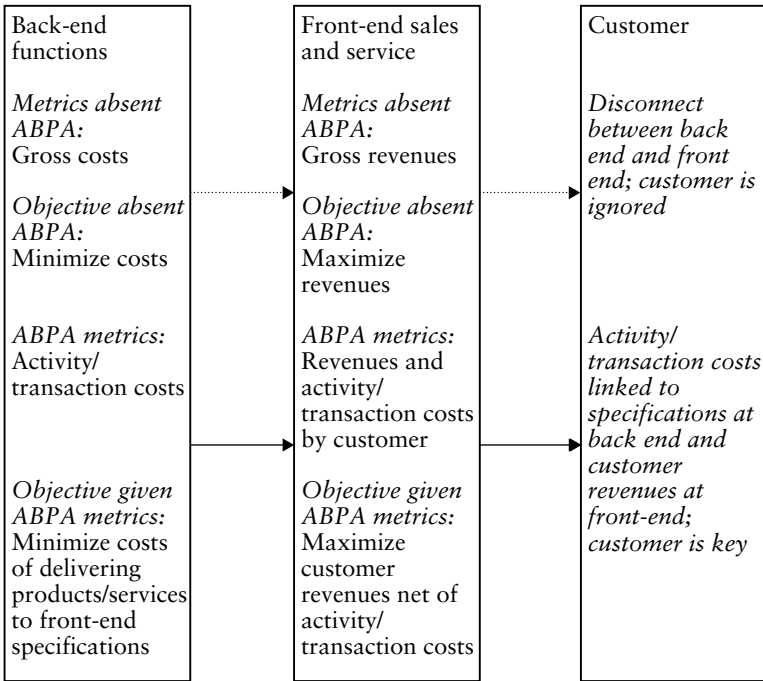 Back-end
functions
Metrics absent
ABPA:
Gross costs
Objective absent
ABPA:
Minimize costs
ABPA metrics:
Activity/
transaction costs
Objective given
ABPA metrics:
Minimize costs
of delivering
products/services
to front-end
specifications
Front-end sales
and service
Metrics absent
ABPA:
Gross revenues
Objective absent
ABPA:
Maximize
revenues
ABPA metrics:
Revenues and
activity/
transaction costs
by customer
Objective given
ABPA metrics:
Maximize
customer
revenues net of
activity/
transaction costs
Customer
Disconnect
between back
end and front
end; customer is
ignored
Activity/
transaction costs
linked to
specifications at
back end and
customer
revenues at
front-end;
customer is key